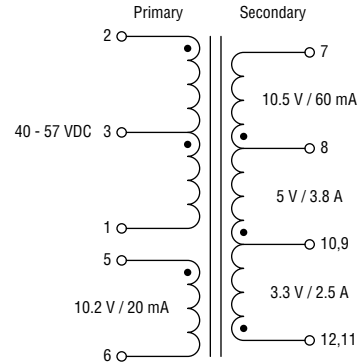 Primary Secondary
2
7
10.5 V / 60 mA
40 - 57 VDC 3
8
5 V / 3.8 A
1
10,9
5
3.3 V / 2.5 A
10.2 V / 20 mA
12,11
6